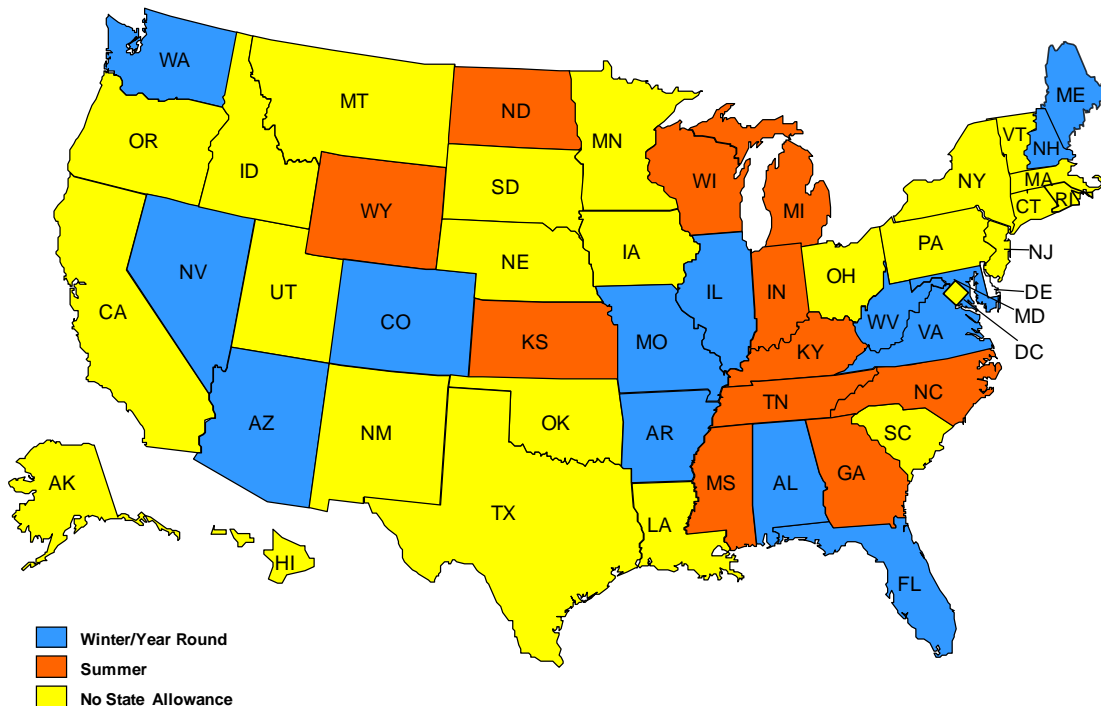 WA
ME
MT
ND
VT
MN
NH
OR
ID
WI
NY
MA
SD
CT
RI
WY
MI
PA
NJ
NE
IA
OH
NV
UT
IL
IN
DE
CA
CO
WV
MD
KS
MO
VA
KY
DC
NC
TN
AZ
NM
OK
AR
SC
AK
MS
AL
GA
TX
LA
HI
FL
Winter/Year Round
Summer
No State Allowance